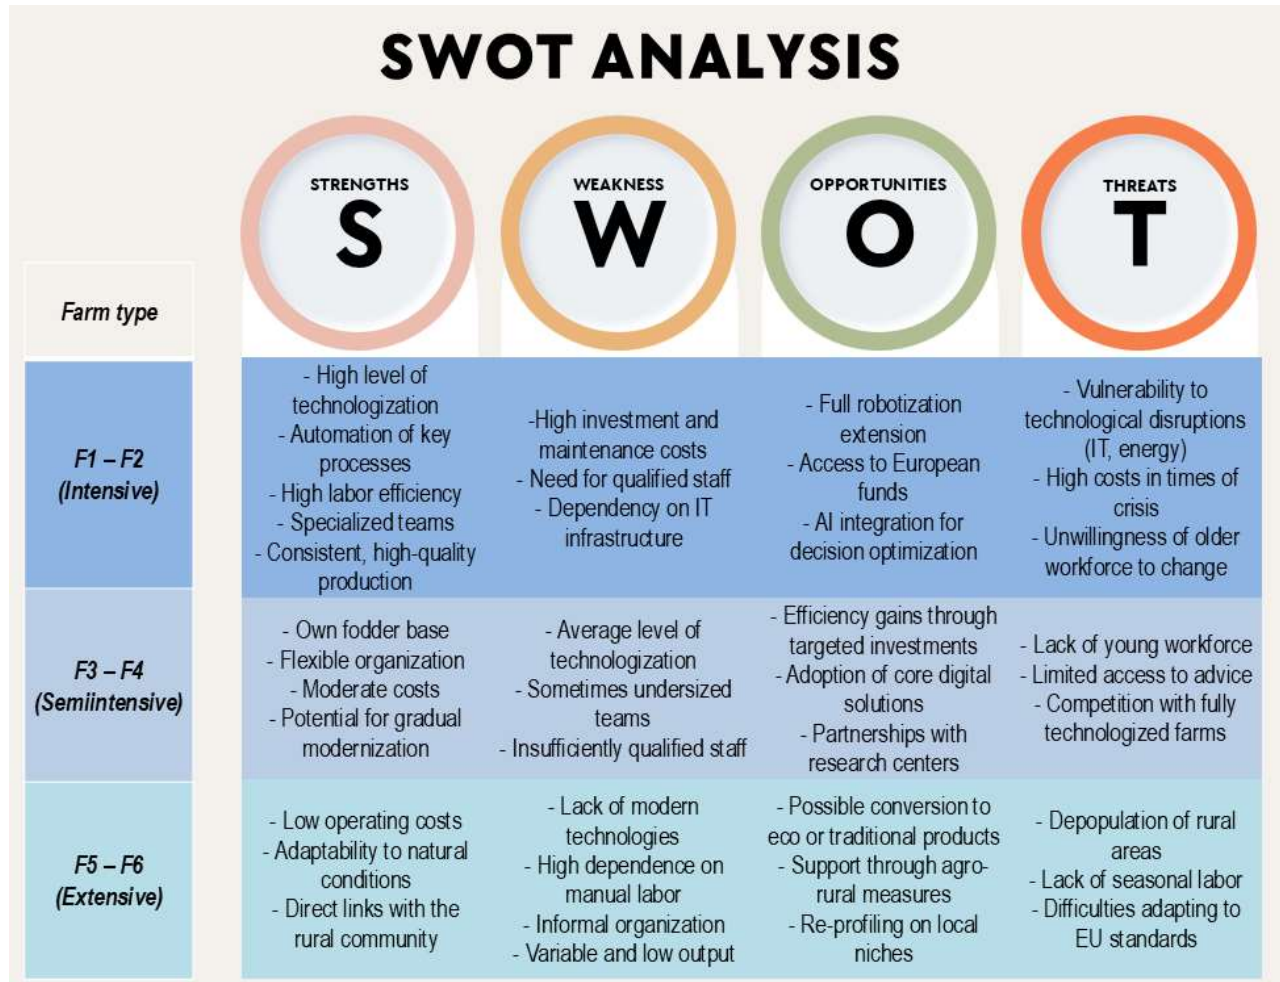 SWOT ANALYSIS
STRENGTHS
S
WEAKNESS
W
OPPORTUNITIES
O
THREATS
T
Farm type
F1 – F2
(Intensive)
- High level of
technologization
- Automation of key
processes
- High labor efficiency
- Specialized teams
- Consistent, high-quality
production
-High investment and
maintenance costs
- Need for qualified staff
- Dependency on IT
infrastructure
- Full robotization
extension
- Access to European
funds
- AI integration for
decision optimization
- Vulnerability to
technological disruptions
(IT, energy)
- High costs in times of
crisis
- Unwillingness of older
workforce to change
F3 – F4
(Semiintensive)
- Own fodder base
- Flexible organization
- Moderate costs
- Potential for gradual
modernization
- Average level of
technologization
- Sometimes undersized
teams
- Insufficiently qualified staff
- Efficiency gains through
targeted investments
- Adoption of core digital
solutions
- Partnerships with
research centers
- Lack of young workforce
- Limited access to advice
- Competition with fully
technologized farms
F5 – F6
(Extensive)
- Low operating costs
- Adaptability to natural
conditions
- Direct links with the
rural community
- Lack of modern
technologies
- High dependence on
manual labor
- Informal organization
- Variable and low output
- Possible conversion to
eco or traditional products
- Support through agro-
rural measures
- Re-profiling on local
niches
- Depopulation of rural
areas
- Lack of seasonal labor
- Difficulties adapting to
EU standards